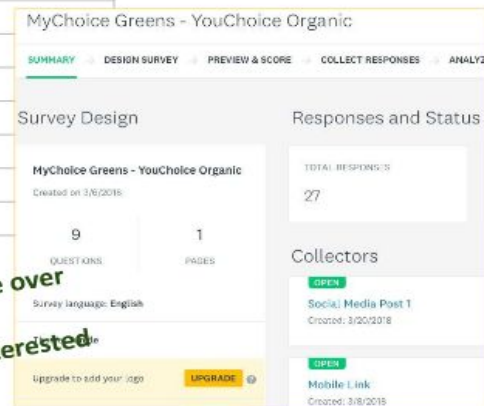 MyChoice Greens - YouChoice Organic
SUMMARY
DESIGN SURVEY
PREVIEW & SCORE
COLLECT RESPONSES
ANALYZ
Survey Design
MyChoice Greens - YouChoice Organic
Created on 3/6/2018
9
QUESTIONS
1
PAGES
e over
Survey language: English
erested
Upgrade to add your logo
UPGRADE
Responses and Status
TOTAL RESPONSES
27
Collectors
OPEN
Social Media Post 1
Created: 3/20/2018
OPEN
Mobile Link
Created: 3/8/2018